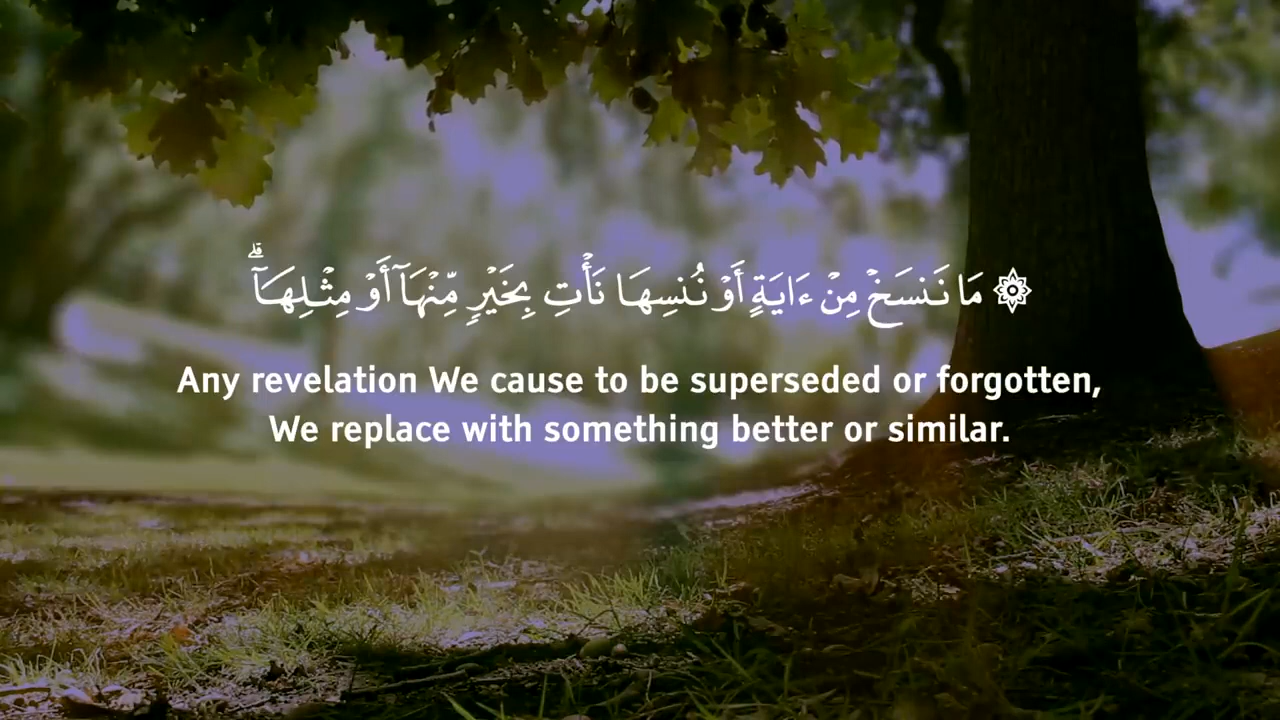 ۞ مَا نَنسَخۡ مِنۡ ءَايَةٍ أَوۡ نُنسِهَا نَأۡتِ بِخَيۡرٖ مِّنۡهَآ أَوۡ مِثۡلِهَآۗ
Any revelation We cause to be superseded or forgotten,
We replace with something better or similar.